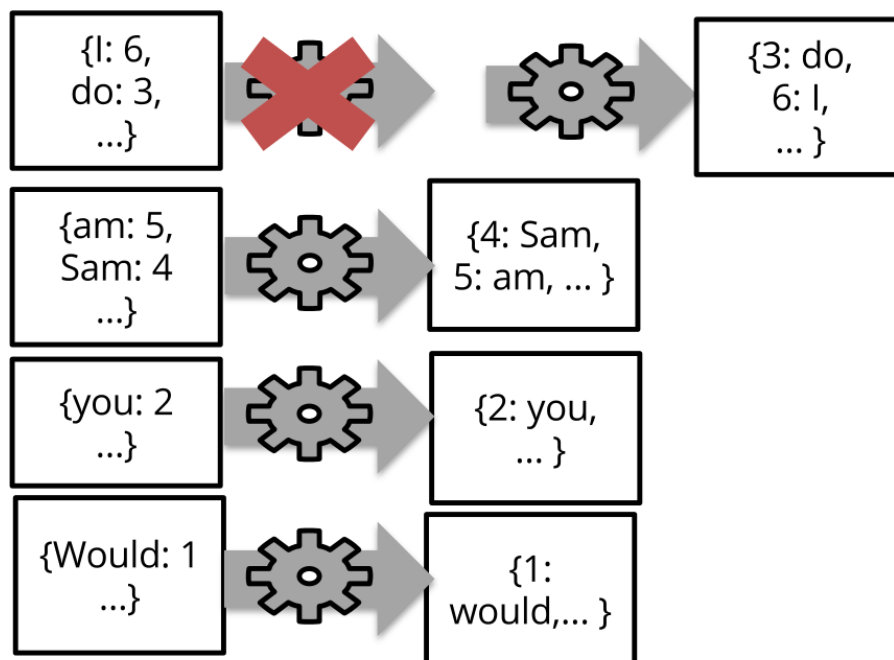 {I: 6,
do: 3,
...}
{3: do,
6: I,
... }
{am: 5,
Sam: 4
...}
{4: Sam,
5: am, ... }
{you: 2
...}
{2: you,
... }
{Would: 1
...}
{1:
would,... }